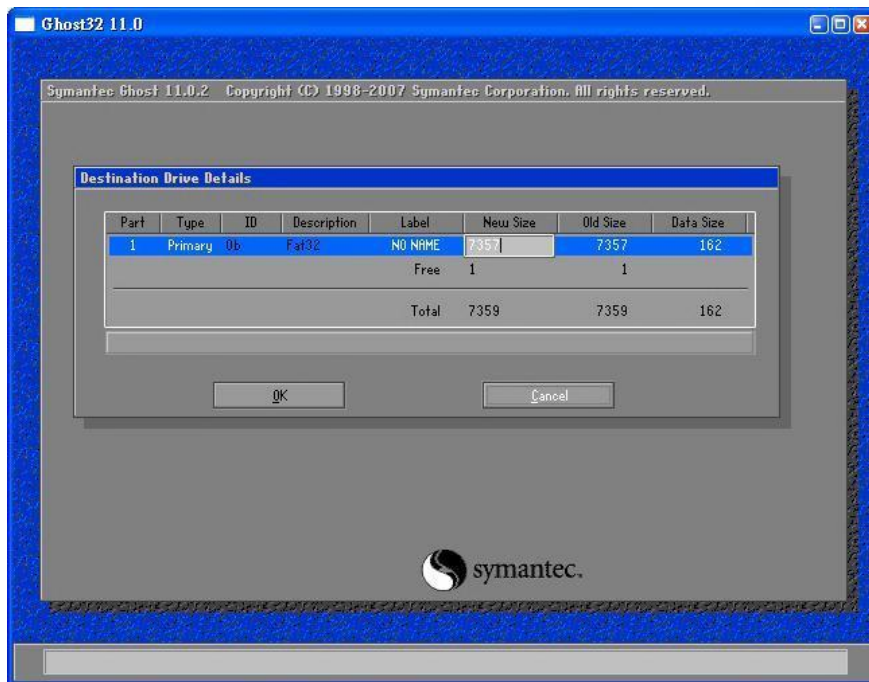 Ghost32 11.0
Symantec Ghost 11.0.2 Copyright (C) 1998-2007 Symantec Corporation. All rights reserved.
Destination Drive Details
Part Type ID Description Label New Size Old Size Data Size
1 Primary 0b Fat32 NO NAME 7357 7357 162
Free 1 1
Total 7359 7359 162
OK Cancel
symantec.